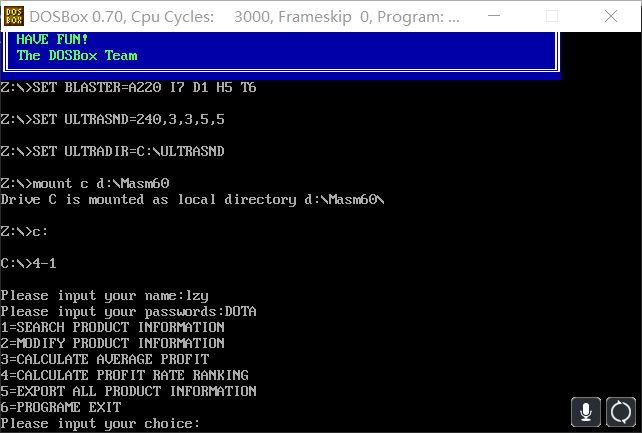 DOSBox 0.70, Cpu Cycles: 3000, Frameskip 0, Program: ...
HAVE FUN!
The DOSBox Team
Z:\>SET BLASTER=A220 I7 D1 H5 T6
Z:\>SET ULTRASND=240,3,3,5,5
Z:\>SET ULTRADIR=C:\ULTRASND
Z:\>mount c d:\Masm60
Drive C is mounted as local directory d:\Masm60\
Z:\>c:
C:\>4-1
Please input your name:lzy
Please input your passwords:DOTA
1=SEARCH PRODUCT INFORMATION
2=MODIFY PRODUCT INFORMATION
3=CALCULATE AVERAGE PROFIT
4=CALCULATE PROFIT RATE RANKING
5=EXPORT ALL PRODUCT INFORMATION
6=PROGRAME EXIT
Please input your choice: